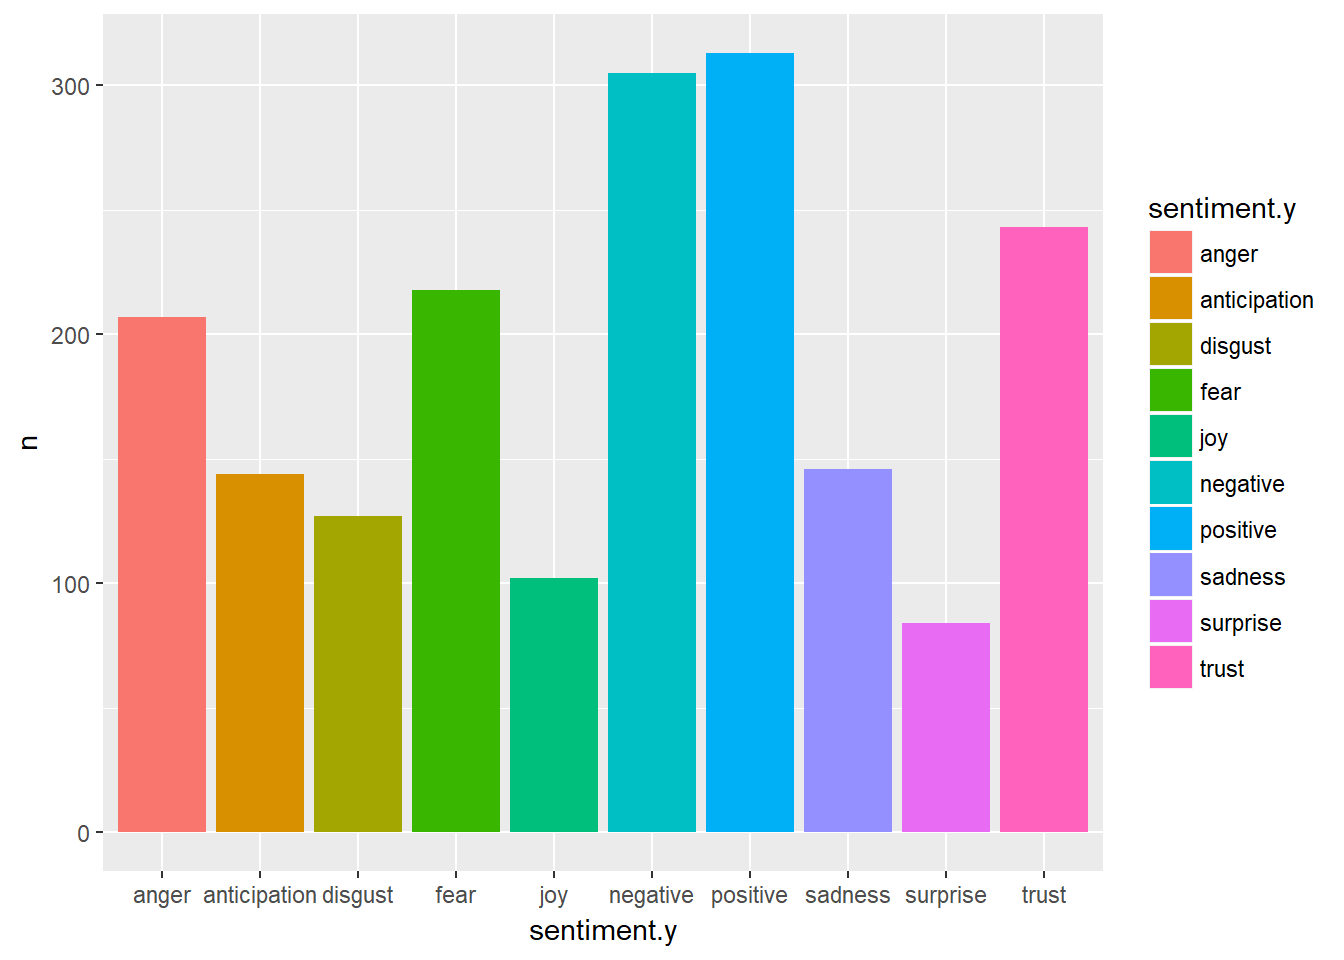 300
200
100
0
n
anger anticipation disgust fear joy negative positive sadness surprise trust
sentiment.y
sentiment.y
anger
anticipation
disgust
fear
joy
negative
positive
sadness
surprise
trust